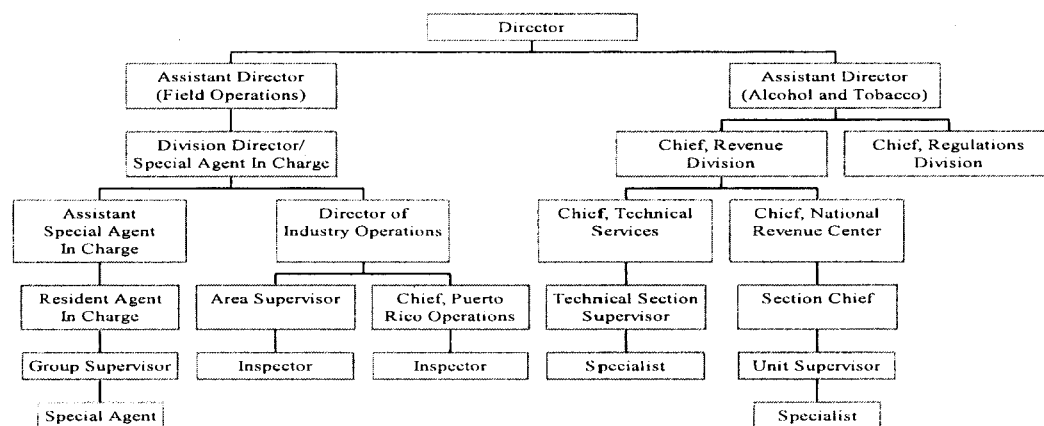 Director
Assistant Director
(Field Operations)
Assistant Director
(Alcohol and Tobacco)
Division Director/
Special Agent In Charge
Chief, Revenue
Division
Chief, Regulations
Division
Assistant
Special Agent
In Charge
Director of
Industry Operations
Chief, Technical
Services
Chief, National
Revenue Center
Resident Agent
In Charge
Area Supervisor
Chief, Puerto
Rico Operations
Technical Section
Supervisor
Section Chief
Group Supervisor
Inspector
Inspector
Specialist
Unit Supervisor
Special Agent
Specialist